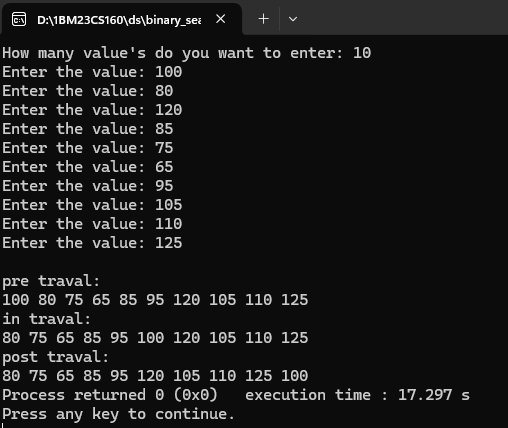 D:\1BM23CS160\ds\binary_sea
How many value's do you want to enter: 10
Enter the value: 100
Enter the value: 80
Enter the value: 120
Enter the value: 85
Enter the value: 75
Enter the value: 65
Enter the value: 95
Enter the value: 105
Enter the value: 110
Enter the value: 125
pre traval:
100 80 75 65 85 95 120 105 110 125
in traval:
80 75 65 85 95 100 120 105 110 125
post traval:
80 75 65 85 95 120 105 110 125 100
Process returned 0 (0x0)   execution time : 17.297 s
Press any key to continue.